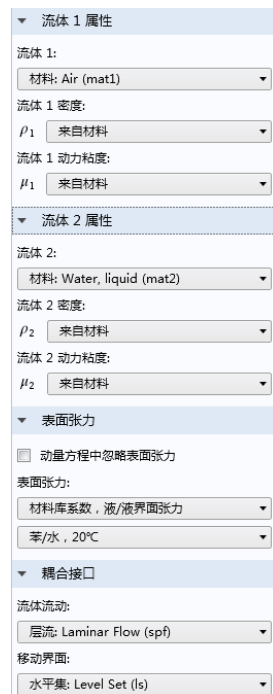 流体 1 属性
流体 1:
材料: Air (mat1)
流体 1 密度:
ρ1 来自材料
流体 1 动力粘度:
μ1 来自材料
流体 2 属性
流体 2:
材料: Water, liquid (mat2)
流体 2 密度:
ρ2 来自材料
流体 2 动力粘度:
μ2 来自材料
表面张力
动量方程中忽略表面张力
表面张力:
材料库系数，液/液界面张力
苯/水，20℃
耦合接口
流体流动:
层流: Laminar Flow (spf)
移动界面:
水平集: Level Set (ls)